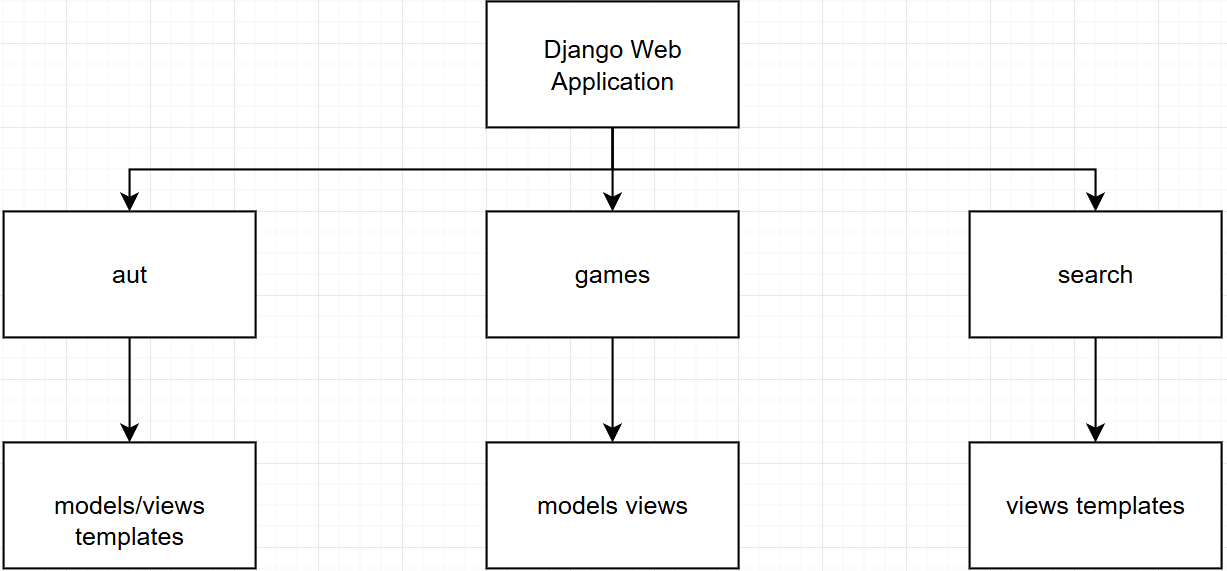 Django Web
Application
aut
games
search
models/views
templates
models views
views templates